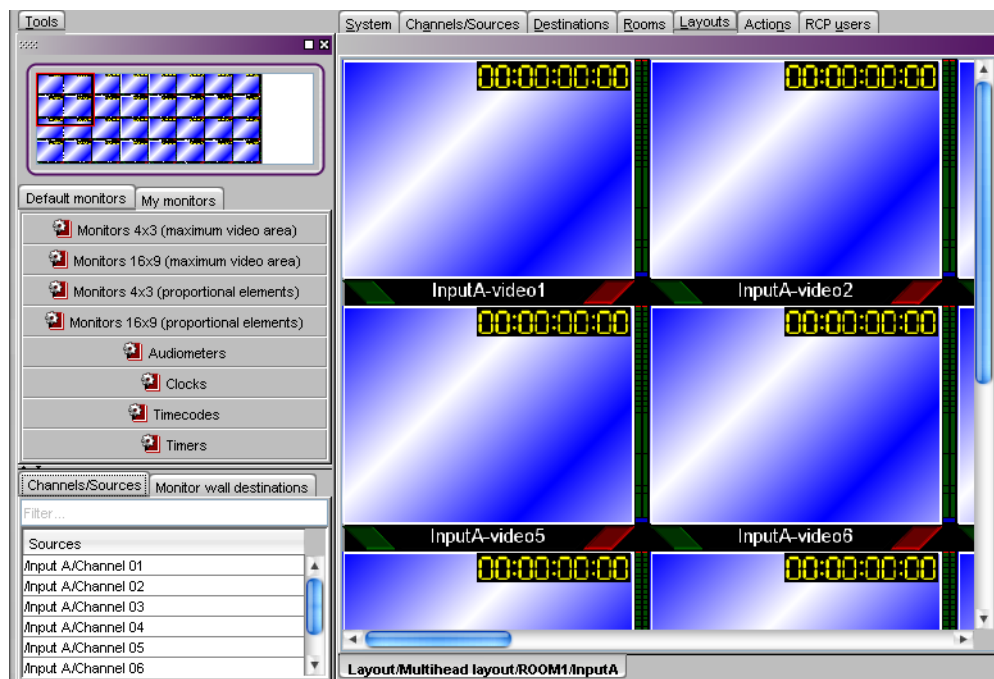 Tools
System Channels/Sources Destinations Rooms Layouts Actions RCP users
Default monitors My monitors
Monitors 4x3 (maximum video area)
Monitors 16x9 (maximum video area)
Monitors 4x3 (proportional elements)
Monitors 16x9 (proportional elements)
Audiometers
Clocks
Timecodes
Timers
Channels/Sources Monitor wall destinations
Filter...
Sources
/Input A/Channel 01
/Input A/Channel 02
/Input A/Channel 03
/Input A/Channel 04
/Input A/Channel 05
/Input A/Channel 06
00:00:00:00 00:00:00:00
InputA-video1 InputA-video2
00:00:00:00 00:00:00:00
InputA-video5 InputA-video6
00:00:00:00 00:00:00:00
Layout/Multihead layout/ROOM1/InputA